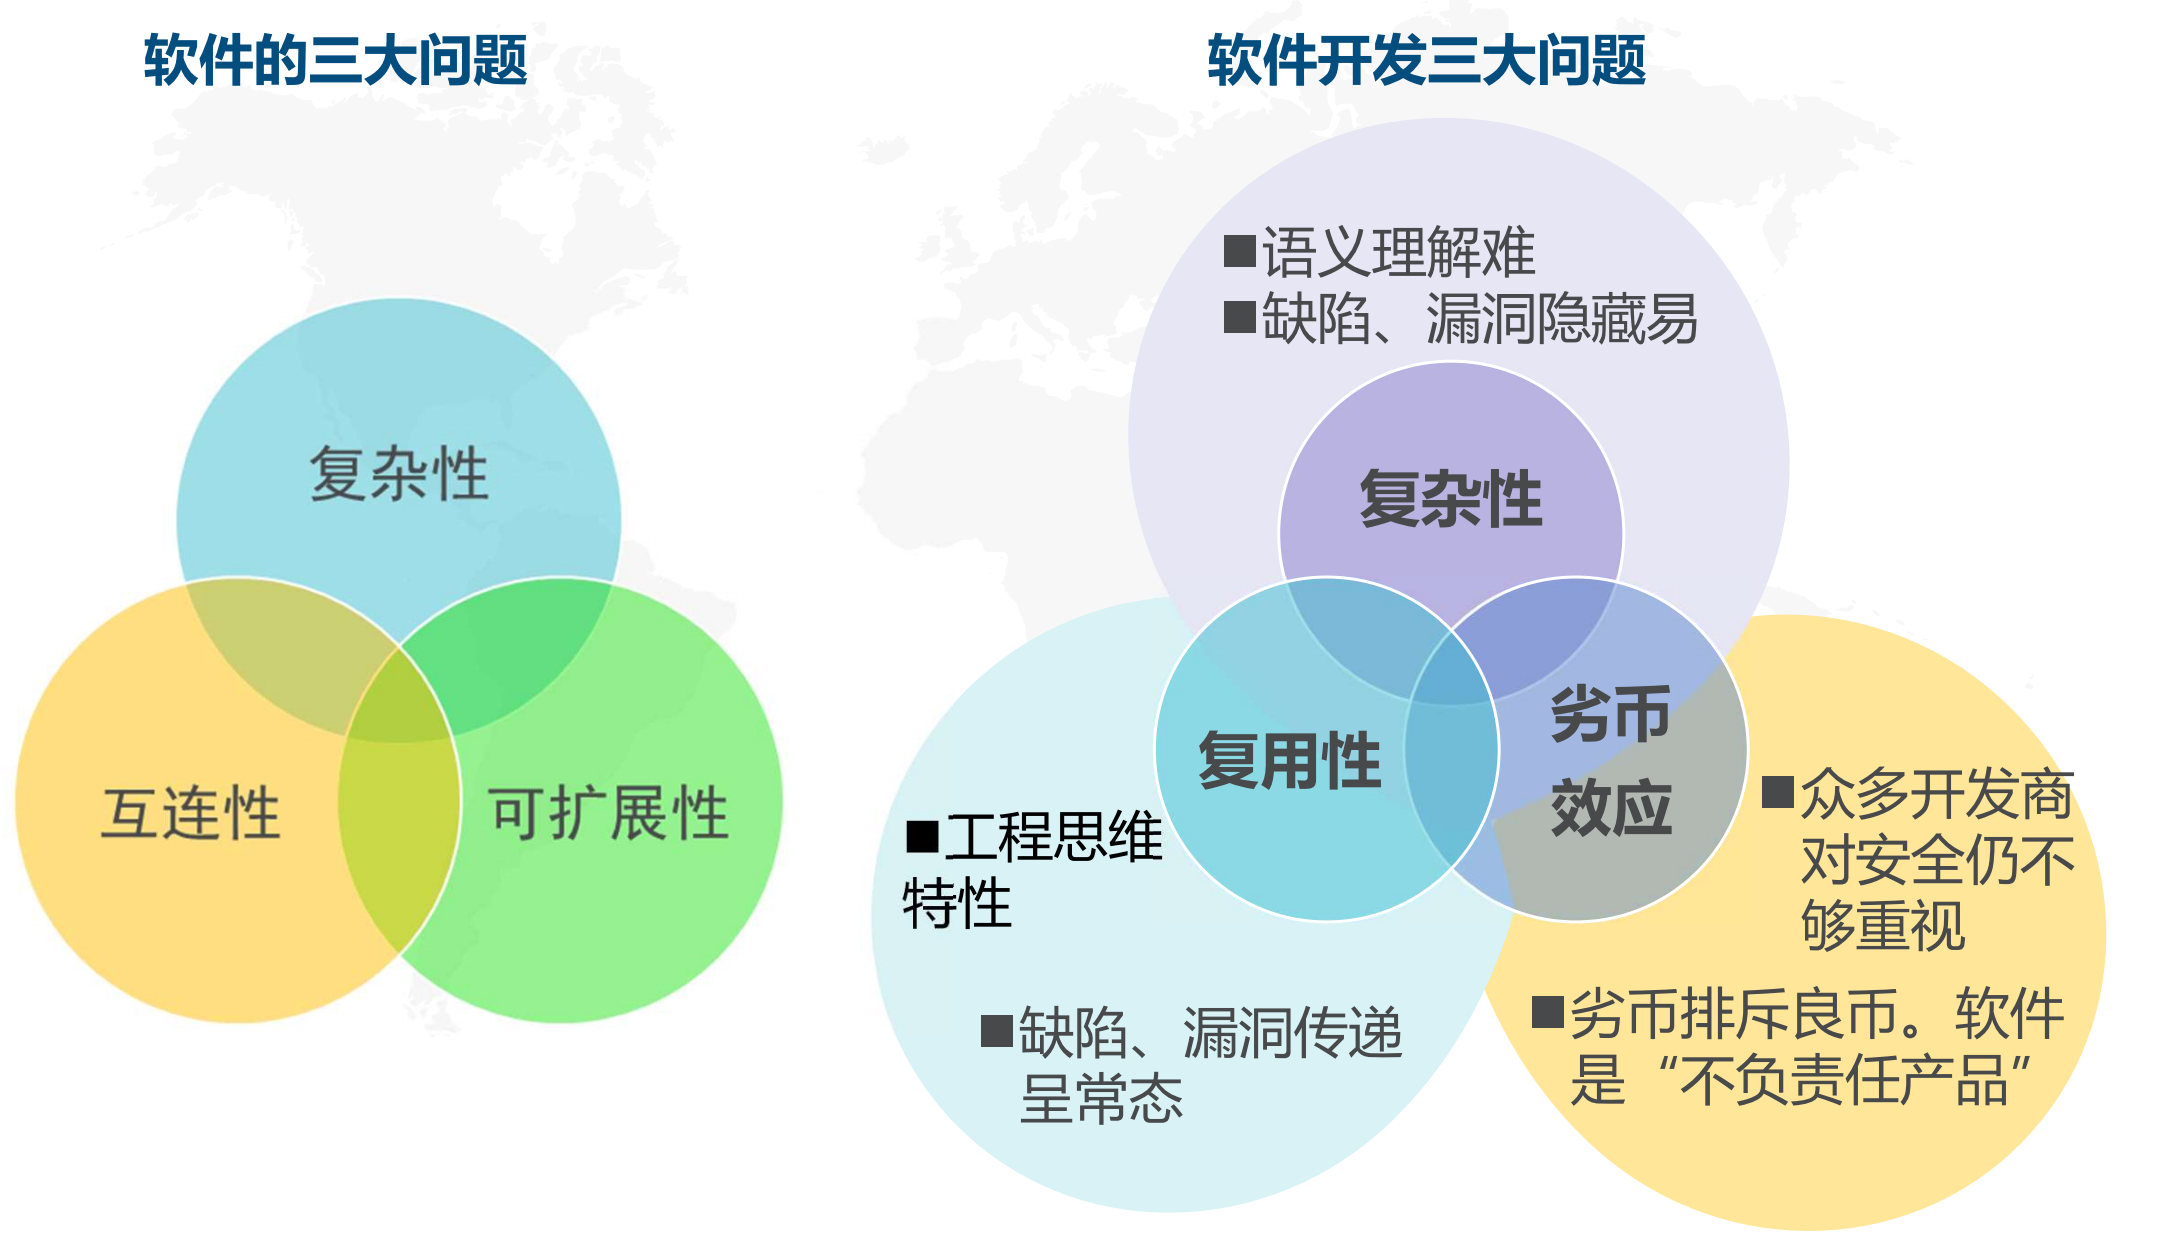 软件的三大问题
复杂性
互连性
可扩展性
软件开发三大问题
■语义理解难
■缺陷、漏洞隐藏易
复杂性
复用性
劣币
效应
■工程思维
特性
■缺陷、漏洞传递
呈常态
■众多开发商
对安全仍不
够重视
■劣币排斥良币。软件
是“不负责任产品”